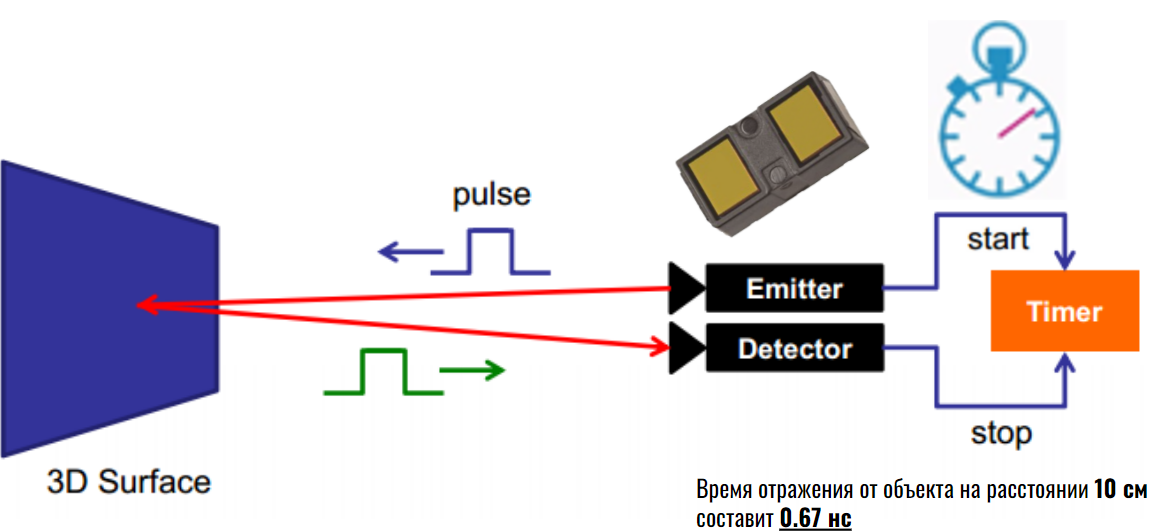 pulse
start
Emitter
Timer
Detector
stop
3D Surface
Время отражения от объекта на расстоянии 10 см
составит 0.67 нс